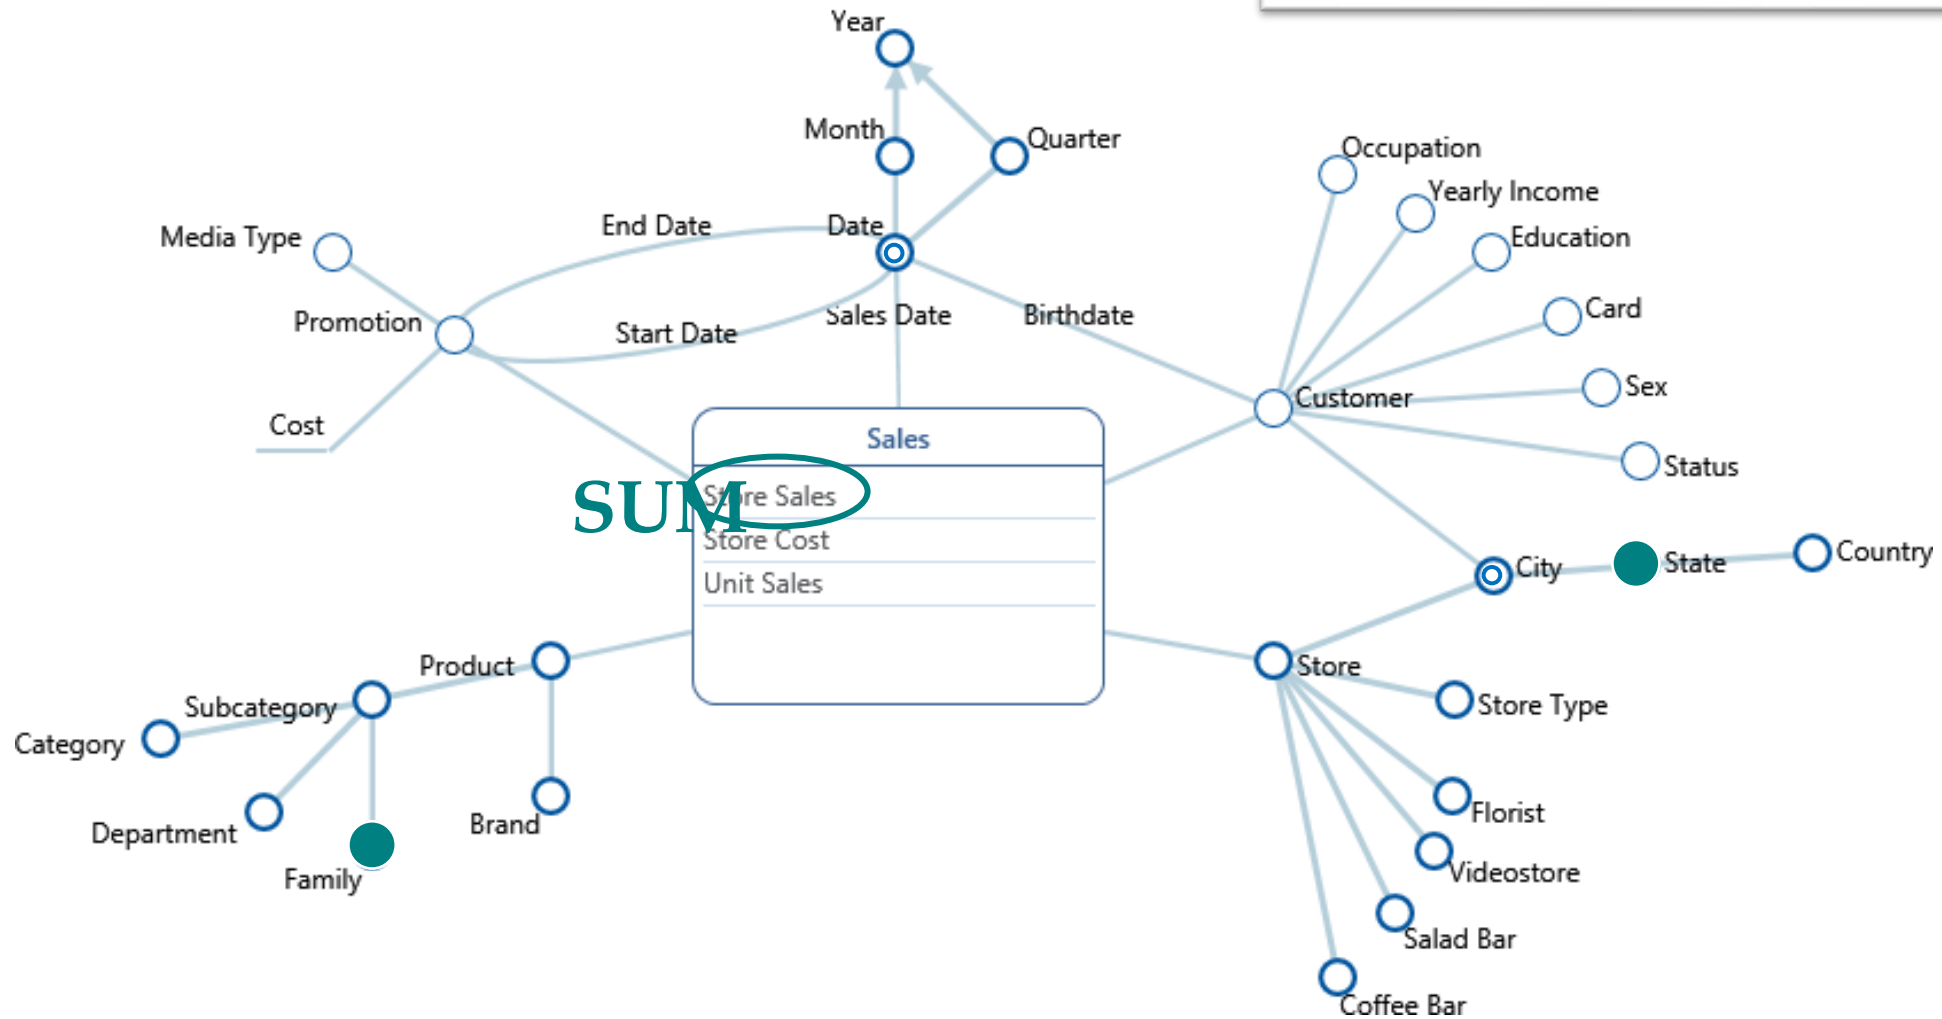 Year
Month
Quarter
Occupation
Yearly Income
End Date
Date
Media Type
Education
Promotion
Start Date
Sales Date
Birthdate
Card
Sex
Customer
Cost
Sales
Status
SUM
Store Sales
Store Cost
Unit Sales
City
State
Country
Product
Store
Subcategory
Store Type
Category
Department
Brand
Florist
Family
Videostore
Salad Bar
Coffee Bar